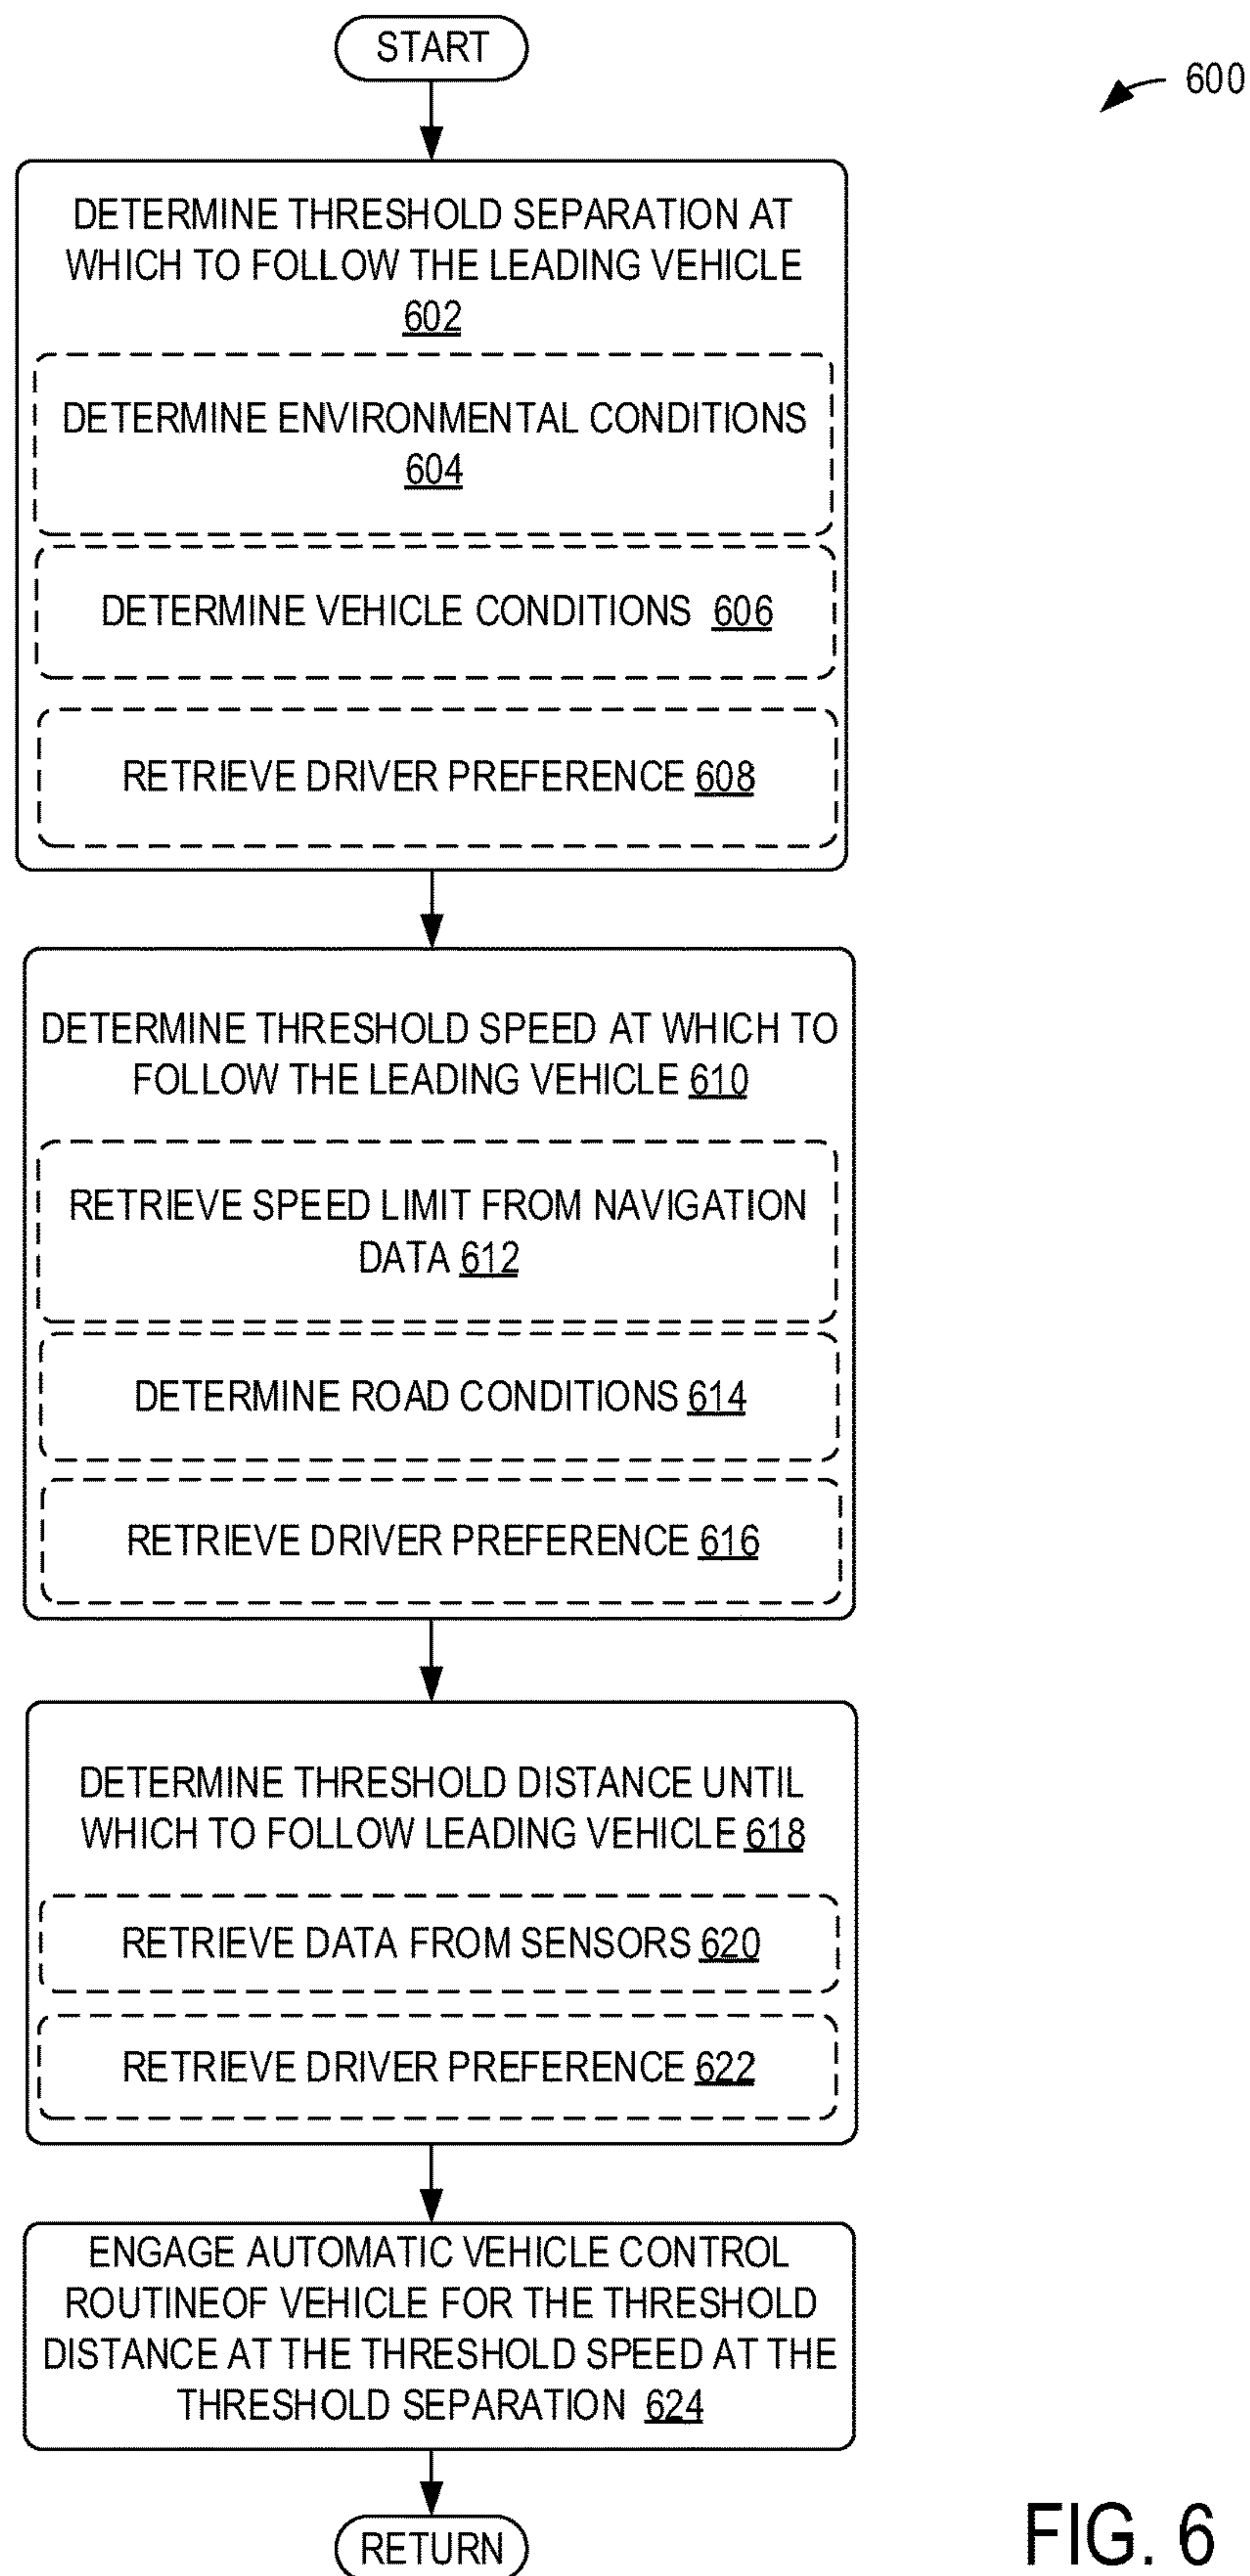 START
600
DETERMINE THRESHOLD SEPARATION AT
WHICH TO FOLLOW THE LEADING VEHICLE
602
DETERMINE ENVIRONMENTAL CONDITIONS
604
DETERMINE VEHICLE CONDITIONS 606
RETRIEVE DRIVER PREFERENCE 608
DETERMINE THRESHOLD SPEED AT WHICH TO
FOLLOW THE LEADING VEHICLE 610
RETRIEVE SPEED LIMIT FROM NAVIGATION
DATA 612
DETERMINE ROAD CONDITIONS 614
RETRIEVE DRIVER PREFERENCE 616
DETERMINE THRESHOLD DISTANCE UNTIL
WHICH TO FOLLOW LEADING VEHICLE 618
RETRIEVE DATA FROM SENSORS 620
RETRIEVE DRIVER PREFERENCE 622
ENGAGE AUTOMATIC VEHICLE CONTROL
ROUTINEOF VEHICLE FOR THE THRESHOLD
DISTANCE AT THE THRESHOLD SPEED AT THE
THRESHOLD SEPARATION 624
RETURN
FIG. 6